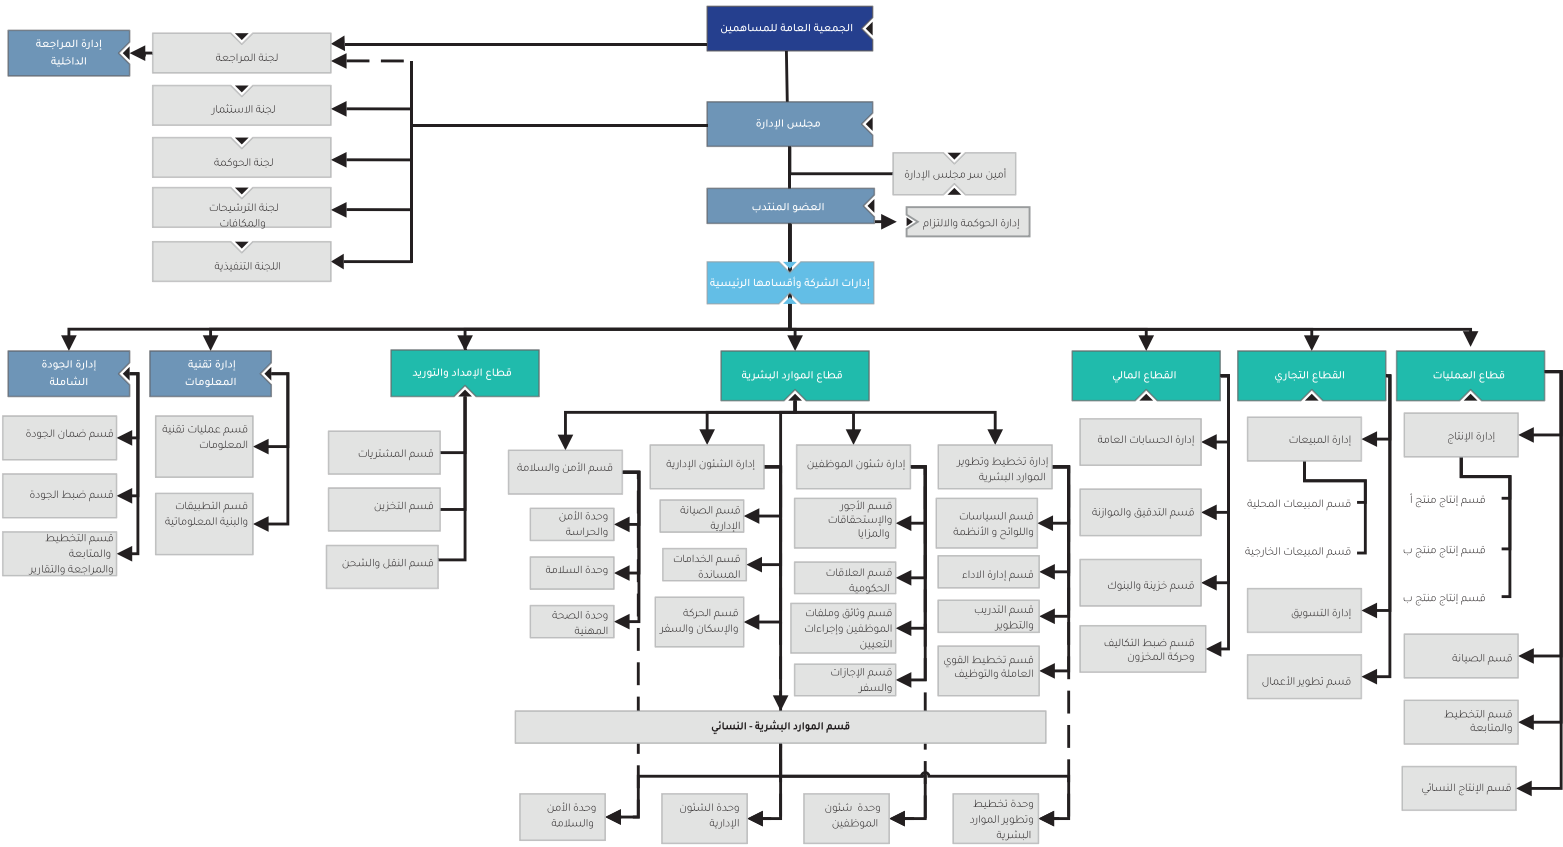 الجمعية العامة للمساهمين
مجلس الإدارة
أمين سر مجلس الإدارة
العضو المنتدب
إدارة الحوكمة والالتزام
إدارات الشركة وأقسامها الرئيسية
لجنة المراجعة
إدارة المراجعة
الداخلية
لجنة الاستثمار
لجنة الحوكمة
لجنة الترشيحات
والمكافات
اللجنة التنفيذية
قطاع العمليات
إدارة الإنتاج
قسم إنتاج منتج أ
قسم إنتاج منتج ب
قسم إنتاج منتج ب
قسم الصيانة
قسم التخطيط
والمتابعة
قسم الإنتاج النسائي
القطاع التجاري
إدارة المبيعات
قسم المبيعات المحلية
قسم المبيعات الخارجية
إدارة التسويق
قسم تطوير الأعمال
القطاع المالي
إدارة الحسابات العامة
قسم التدقيق والموازنة
قسم خزينة والبنوك
قسم ضبط التكاليف
وحركة المخزون
قطاع الموارد البشرية
إدارة تخطيط وتطوير
الموارد البشرية
قسم السياسات
واللوائح و الأنظمة
قسم إدارة الاداء
قسم التدريب
والتطوير
قسم تخطيط القوي
العاملة والتوظيف
إدارة شئون الموظفين
قسم الأجور
والإستحقاقات
والمزايا
قسم العلاقات
الحكومية
قسم وثائق وملفات
الموظفين وإجراءات
التعيين
قسم الإجازات
والسفر
إدارة الشئون الإدارية
قسم الصيانة
الإدارية
قسم الخدامات
المساندة
قسم الحركة
والإسكان والسفر
قسم الأمن والسلامة
وحدة الأمن
والحراسة
وحدة السلامة
وحدة الصحة
المهنية
قسم الموارد البشرية - النسائي
وحدة تخطيط
وتطوير الموارد
البشرية
وحدة شئون
الموظفين
وحدة الشئون
الإدارية
وحدة الأمن
والسلامة
قطاع الإمداد والتوريد
قسم المشتريات
قسم التخزين
قسم النقل والشحن
إدارة تقنية
المعلومات
قسم عمليات تقنية
المعلومات
قسم التطبيقات
والبنية المعلوماتية
إدارة الجودة
الشاملة
قسم ضمان الجودة
قسم ضبط الجودة
قسم التخطيط
والمتابعة
والمراجعة والتقارير